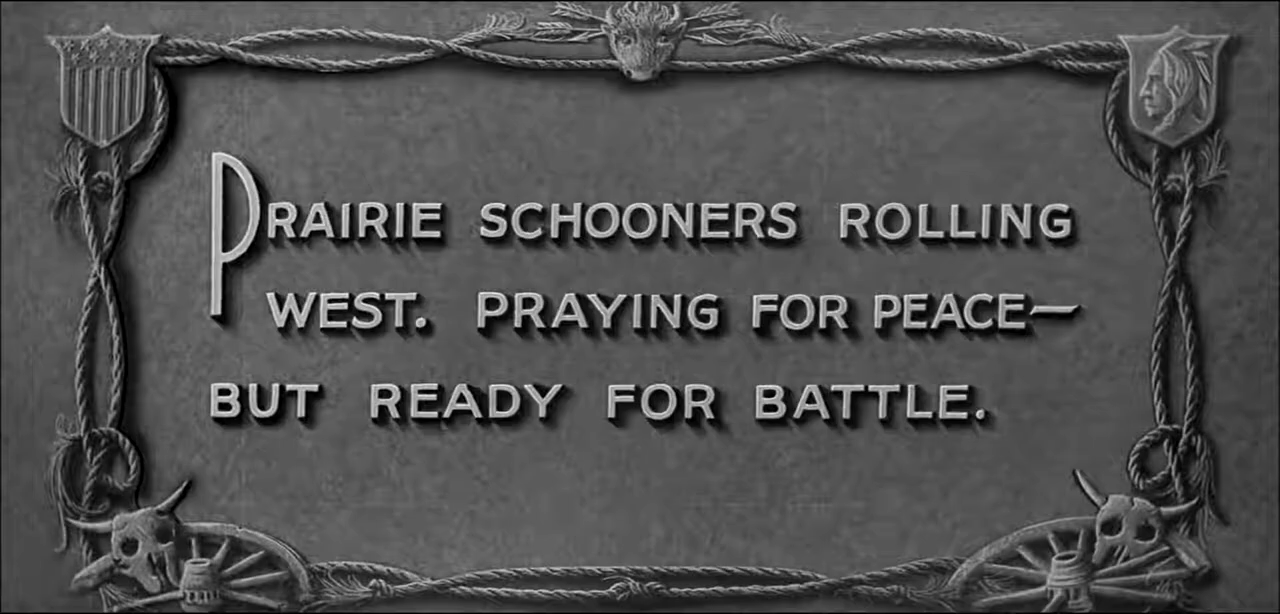 PRAIRIE SCHOONERS ROLLING
WEST. PRAYING FOR PEACE—
BUT READY FOR BATTLE.